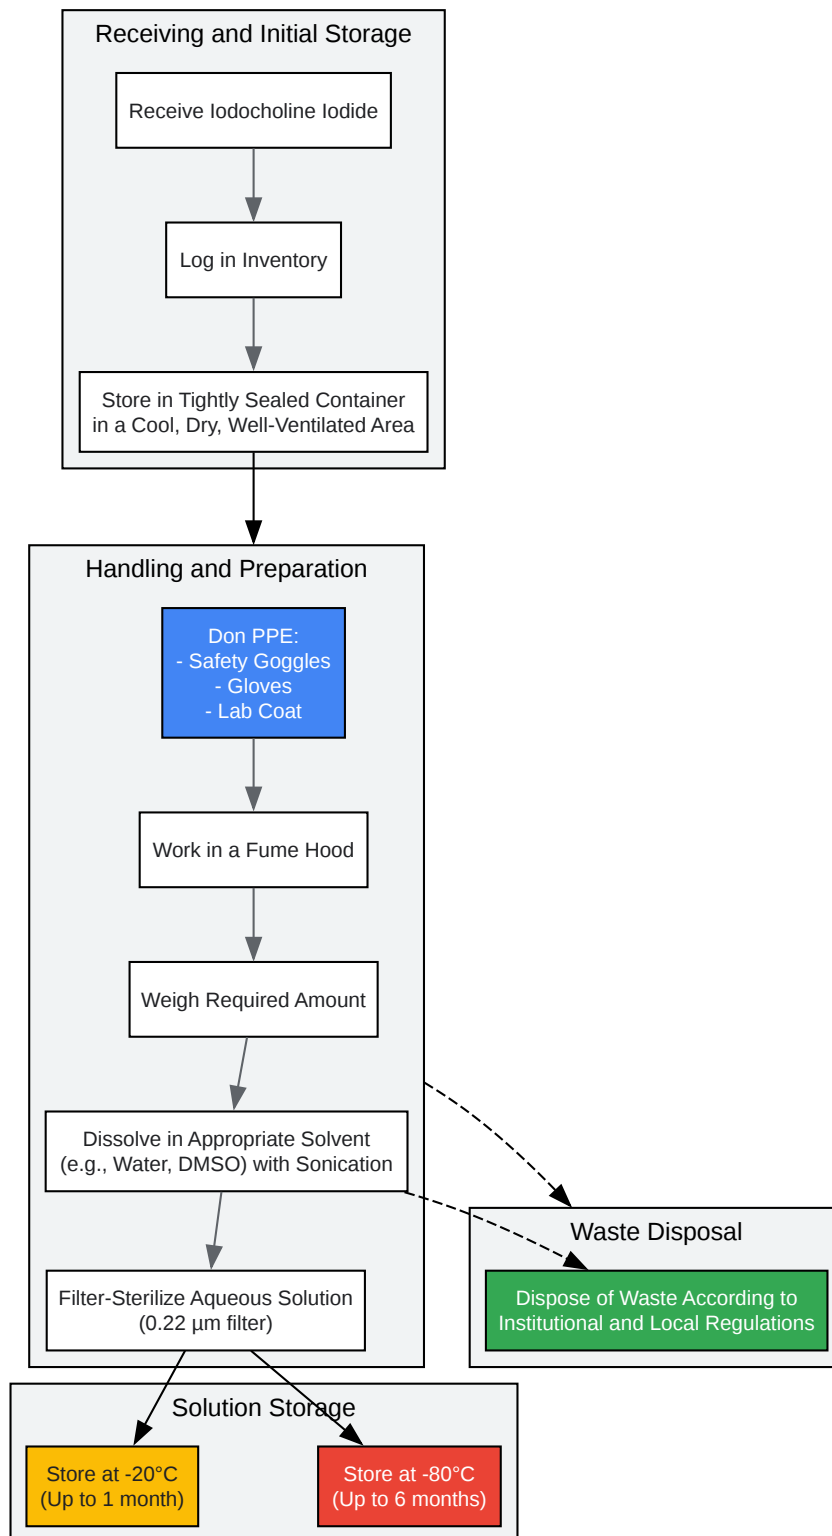 Receiving and Initial Storage
Receive Iodocholine Iodide
Log in Inventory
Store in Tightly Sealed Container
in a Cool, Dry, Well-Ventilated Area
Handling and Preparation
Don PPE:
- Safety Goggles
- Gloves
- Lab Coat
Work in a Fume Hood
Weigh Required Amount
Dissolve in Appropriate Solvent
(e.g., Water, DMSO) with Sonication
Waste Disposal
Dispose of Waste According to
Institutional and Local Regulations
Filter-Sterilize Aqueous Solution
(0.22 µm filter)
Solution Storage
Store at -20°C
(Up to 1 month)
Store at -80°C
(Up to 6 months)